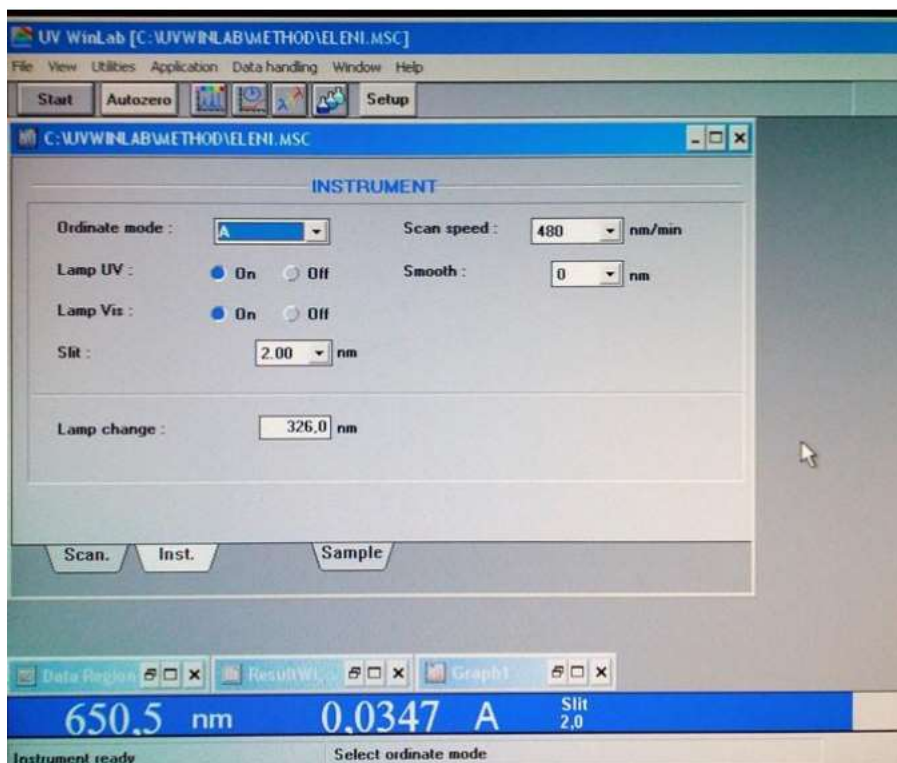 UV WinLab [C:\UVWINLAB\METHOD\ELENI.MSC]
File View Utilities Application Data handling Window Help
Start Autozero Setup
C:\UVWINLAB\METHOD\ELENI.MSC
INSTRUMENT
Ordinate mode : A Scan speed : 480 nm/min
Lamp UV : On Off Smooth : 0 nm
Lamp Vis : On Off
Slit : 2.00 nm
Lamp change : 326,0 nm
Scan. Inst. Sample
Data Region Graph1
650,5 nm 0,0347 A Slit 2,0
Instrument ready Select ordinate mode